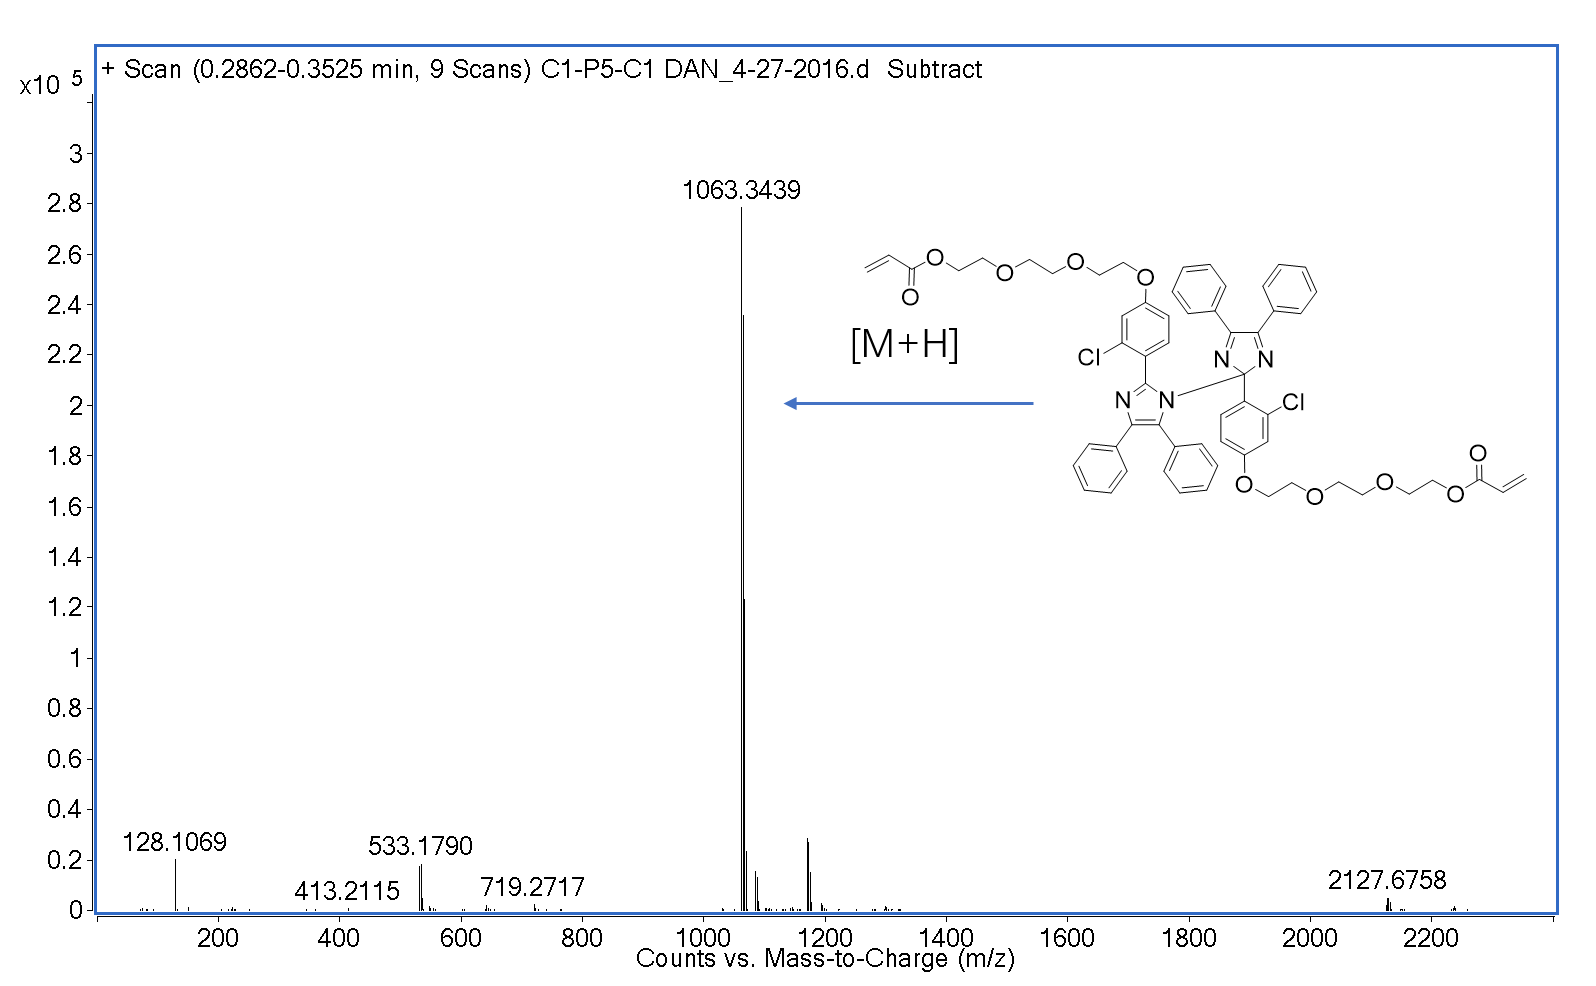 + Scan (0.2862-0.3525 min, 9 Scans) C1-P5-C1 DAN_4-27-2016.d Subtract
x10 5
3
2.8
2.6
2.4
2.2
2
1.8
1.6
1.4
1.2
1
0.8
0.6
0.4
0.2
0
1063.3439
128.1069
413.2115
533.1790
719.2717
2127.6758
[M+H]
O
O
O
O
O
Cl
N
N
N
N
Cl
O
O
O
O
O
200 400 600 800 1000 1200 1400 1600 1800 2000 2200
Counts vs. Mass-to-Charge (m/z)